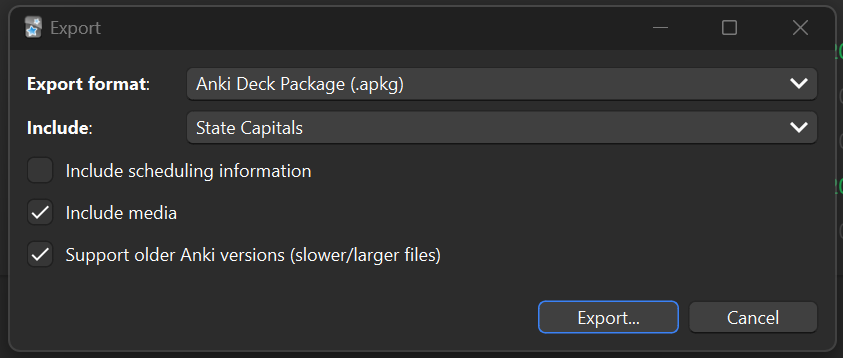 Export
Export format: Anki Deck Package (.apkg)
Include: State Capitals
Include scheduling information
Include media
Support older Anki versions (slower/larger files)
Export... Cancel